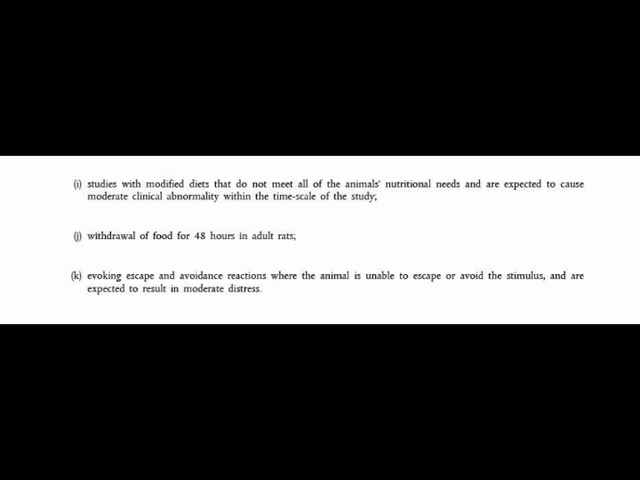 (i) studies with modified diets that do not meet all of the animals' nutritional needs and are expected to cause
moderate clinical abnormality within the time-scale of the study;
(j) withdrawal of food for 48 hours in adult rats;
(k) evoking escape and avoidance reactions where the animal is unable to escape or avoid the stimulus, and are
expected to result in moderate distress.